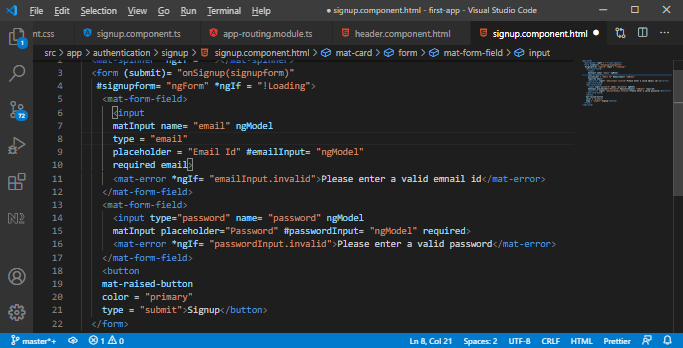 File Edit Selection View Go Run Terminal Help
● signup.component.html - first-app - Visual Studio Code
nt.css signup.component.ts app-routing.module.ts header.component.html signup.component.html ●
src > app > authentication > signup > signup.component.html > mat-card > form > mat-form-field > input
2 <mat-spinner *ngIf = " "></mat-spinner>
3 <form (submit)= "onSignup(signupform)"
4 #signupform= "ngForm" *ngIf = "!Loading">
5 <mat-form-field>
6 <input
7 matInput name= "email" ngModel
8 type = "email"
9 placeholder = "Email Id" #emailInput= "ngModel"
10 required email>
11 <mat-error *ngIf= "emailInput.invalid">Please enter a valid emnail id</mat-error>
12 </mat-form-field>
13 <mat-form-field>
14 <input type="password" name= "password" ngModel
15 matInput placeholder="Password" #passwordInput= "ngModel" required>
16 <mat-error *ngIf= "passwordInput.invalid">Please enter a valid password</mat-error>
17 </mat-form-field>
18 <button
19 mat-raised-button
20 color = "primary"
21 type = "submit">Signup</button>
22 </form>
1
72
master*+ 1 0 Ln 8, Col 21 Spaces: 2 UTF-8 CRLF HTML Prettier